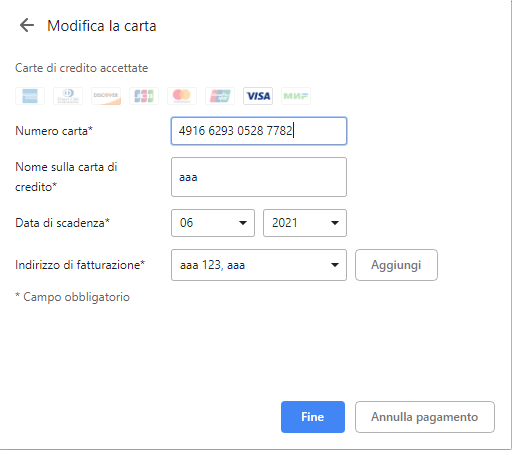 Modifica la carta
Carte di credito accettate
DISCOVER JCB VISA МИР
Numero carta* 4916 6293 0528 7782
Nome sulla carta di
credito* aaa
Data di scadenza* 06 2021
Indirizzo di fatturazione* aaa 123, aaa Aggiungi
* Campo obbligatorio
Fine Annulla pagamento